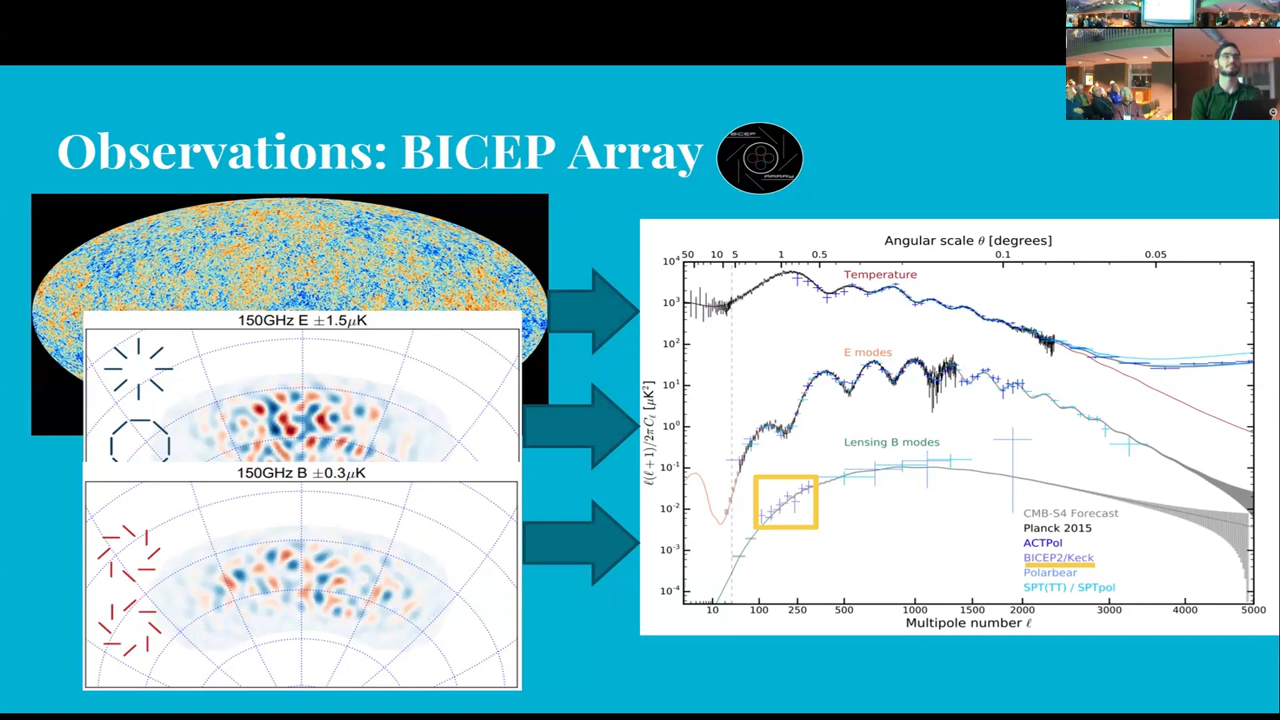 Observations: BICEP Array
BICEP
ARRAY
150GHz E ±1.5μK
150GHz B ±0.3μK
Angular scale θ [degrees]
50 10 5 1 0.5 0.1 0.05
10⁴
10³
10²
10¹
10⁰
10⁻¹
10⁻²
10⁻³
10⁻⁴
ℓ(ℓ+1)/2π Cℓ [μK²]
Temperature
E modes
Lensing B modes
CMB-S4 Forecast
Planck 2015
ACTPol
BICEP2/Keck
Polarbear
SPT(TT) / SPTpol
10 100 250 500 1000 1500 2000 3000 4000 5000
Multipole number ℓ